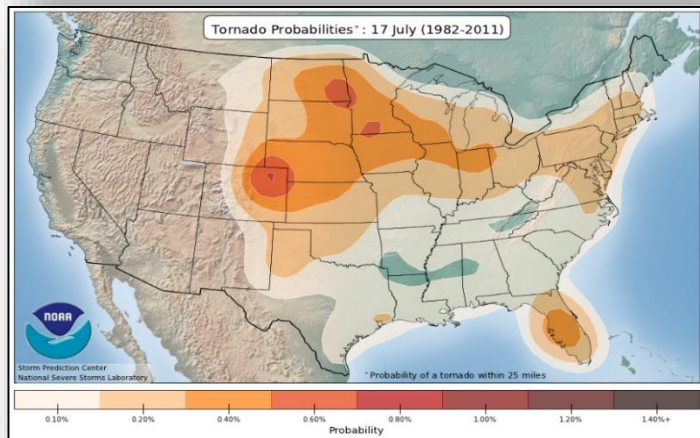 Tornado Probabilities*: 17 July (1982-2011)
NOAA
Storm Prediction Center
National Severe Storms Laboratory
*Probability of a tornado within 25 miles
0.10% 0.20% 0.40% 0.60% 0.80% 1.00% 1.20% 1.40%+
Probability